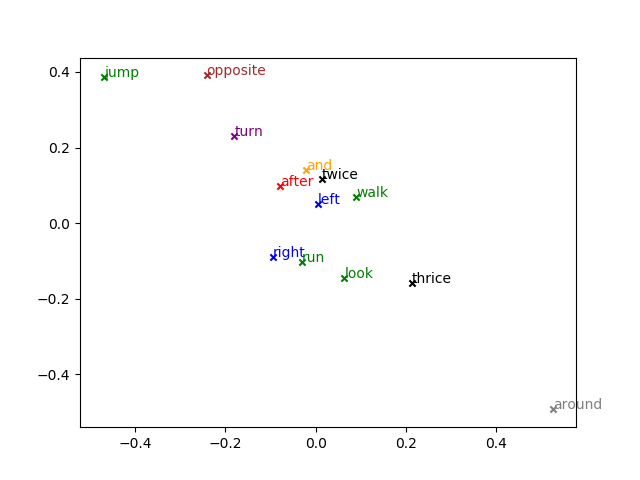 0.4
0.2
0.0
−0.2
−0.4
jump
opposite
turn
and
twice
after
walk
left
right
run
look
thrice
around
−0.4
−0.2
0.0
0.2
0.4